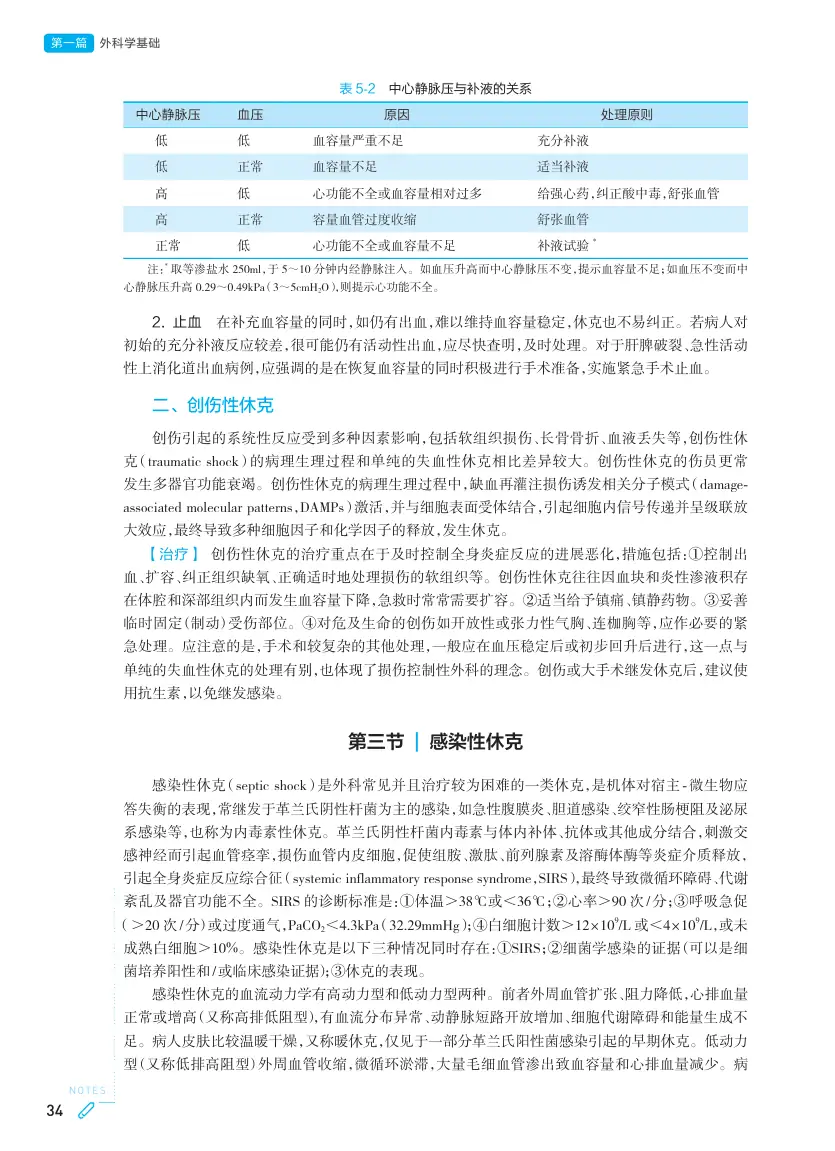 第一篇 外科学基础
表 5-2 中心静脉压与补液的关系
中心静脉压 血压 原因 处理原则
低 低 血容量严重不足 充分补液
低 正常 血容量不足 适当补液
高 低 心功能不全或血容量相对过多 给强心药,纠正酸中毒,舒张血管
高 正常 容量血管过度收缩 舒张血管
正常 低 心功能不全或血容量不足 补液试验*
注:*取等渗盐水 250ml,于 5～10 分钟内经静脉注入。如血压升高而中心静脉压不变,提示血容量不足;如血压不变而中
心静脉压升高 0.29～0.49kPa(3～5cmH₂O),则提示心功能不全。
2. 止血 在补充血容量的同时,如仍有出血,难以维持血容量稳定,休克也不易纠正。若病人对
初始的充分补液反应较差,很可能仍有活动性出血,应尽快查明,及时处理。对于肝脾破裂、急性活动
性上消化道出血病例,应强调的是在恢复血容量的同时积极进行手术准备,实施紧急手术止血。
二、创伤性休克
创伤引起的系统性反应受到多种因素影响,包括软组织损伤、长骨骨折、血液丢失等,创伤性休
克(traumatic shock)的病理生理过程和单纯的失血性休克相比差异较大。创伤性休克的伤员更常
发生多器官功能衰竭。创伤性休克的病理生理过程中,缺血再灌注损伤诱发相关分子模式(damage-
associated molecular patterns,DAMPs)激活,并与细胞表面受体结合,引起细胞内信号传递并呈级联放
大效应,最终导致多种细胞因子和化学因子的释放,发生休克。
【治疗】 创伤性休克的治疗重点在于及时控制全身炎症反应的进展恶化,措施包括:①控制出
血、扩容、纠正组织缺氧、正确适时地处理损伤的软组织等。创伤性休克往往因血块和炎性渗液积存
在体腔和深部组织内而发生血容量下降,急救时常常需要扩容。②适当给予镇痛、镇静药物。③妥善
临时固定(制动)受伤部位。④对危及生命的创伤如开放性或张力性气胸、连枷胸等,应作必要的紧
急处理。应注意的是,手术和较复杂的其他处理,一般应在血压稳定后或初步回升后进行,这一点与
单纯的失血性休克的处理有别,也体现了损伤控制性外科的理念。创伤或大手术继发休克后,建议使
用抗生素,以免继发感染。
第三节 | 感染性休克
感染性休克(septic shock)是外科常见并且治疗较为困难的一类休克,是机体对宿主-微生物应
答失衡的表现,常继发于革兰氏阴性杆菌为主的感染,如急性腹膜炎、胆道感染、绞窄性肠梗阻及泌尿
系感染等,也称为内毒素性休克。革兰氏阴性杆菌内毒素与体内补体、抗体或其他成分结合,刺激交
感神经而引起血管痉挛,损伤血管内皮细胞,促使组胺、激肽、前列腺素及溶酶体酶等炎症介质释放,
引起全身炎症反应综合征(systemic inflammatory response syndrome,SIRS),最终导致微循环障碍、代谢
紊乱及器官功能不全。SIRS 的诊断标准是:①体温＞38℃或＜36℃;②心率＞90 次/分;③呼吸急促
(＞20 次/分)或过度通气,PaCO₂＜4.3kPa(32.29mmHg);④白细胞计数＞12×10⁹/L 或＜4×10⁹/L,或未
成熟白细胞＞10%。感染性休克是以下三种情况同时存在:①SIRS;②细菌学感染的证据(可以是细
菌培养阳性和/或临床感染证据);③休克的表现。
感染性休克的血流动力学有高动力型和低动力型两种。前者外周血管扩张、阻力降低,心排血量
正常或增高(又称高排低阻型),有血流分布异常、动静脉短路开放增加、细胞代谢障碍和能量生成不
足。病人皮肤比较温暖干燥,又称暖休克,仅见于一部分革兰氏阳性菌感染引起的早期休克。低动力
型(又称低排高阻型)外周血管收缩,微循环淤滞,大量毛细血管渗出致血容量和心排血量减少。病
NOTES
34